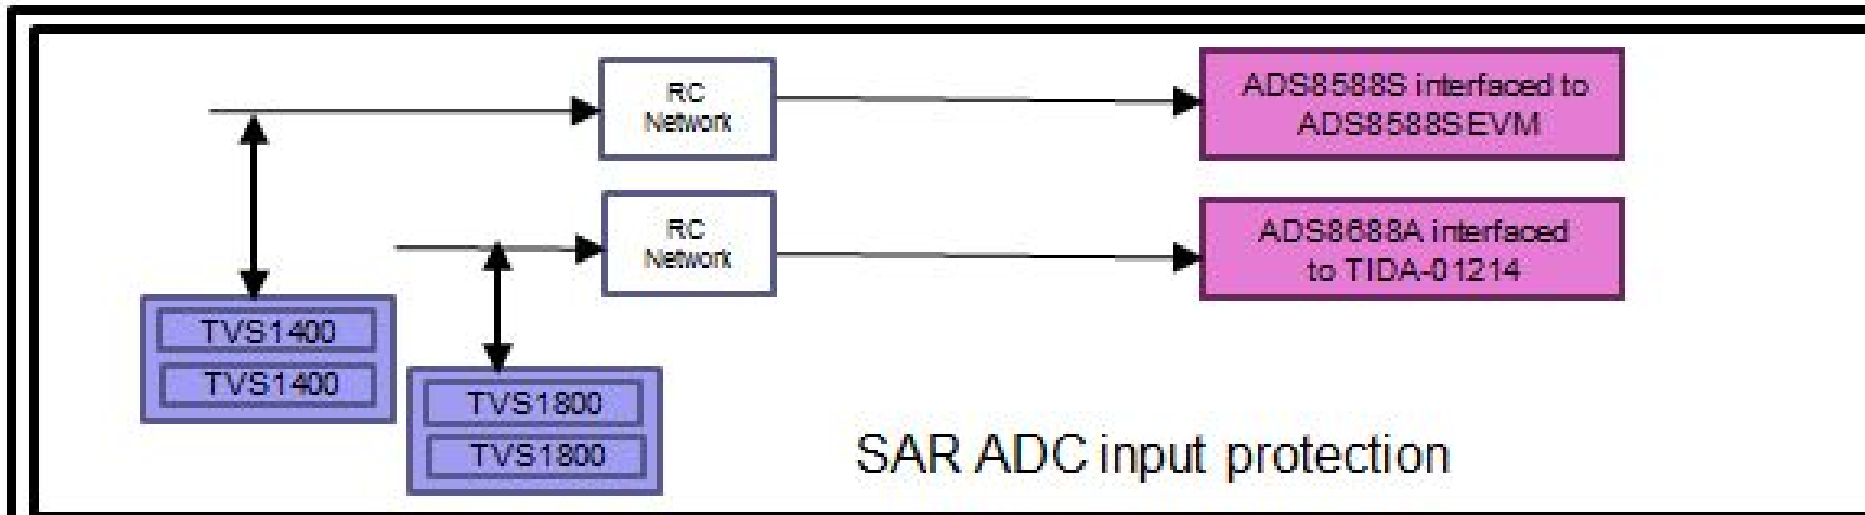 RC
Network
ADS8588S interfaced to
ADS8588SEVM
RC
Network
ADS8688A interfaced
to TIDA-01214
TVS1400
TVS1400
TVS1800
TVS1800
SAR ADC input protection